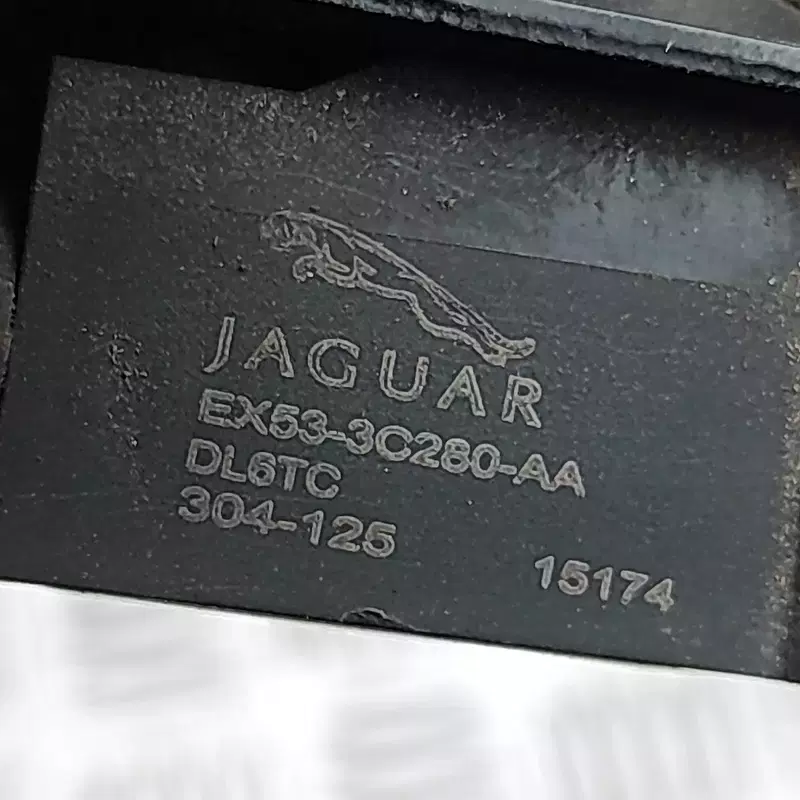 JAGUAR
EX53-3C280-AA
DL6TC
304-125
15174